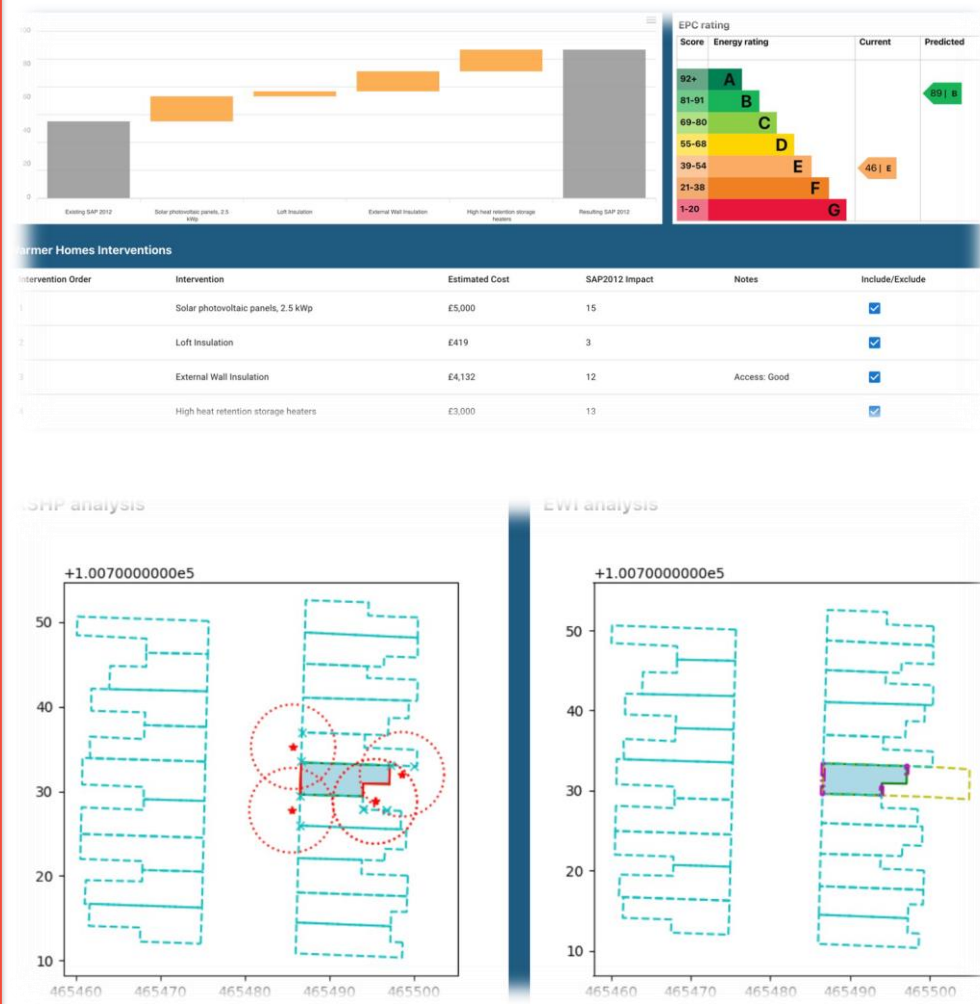 80
60
40
20
0
Existing SAP 2012
Solar photovoltaic panels, 2.5 kWp
Loft Insulation
External Wall Insulation
High heat retention storage heaters
Resulting SAP 2012
EPC rating
Score Energy rating Current Predicted
92+ A
81-91 B 89 | B
69-80 C
55-68 D
39-54 E 46 | E
21-38 F
1-20 G
armer Homes Interventions
ntervention Order Intervention Estimated Cost SAP2012 Impact Notes Include/Exclude
1 Solar photovoltaic panels, 2.5 kWp £5,000 15
2 Loft Insulation £419 3
3 External Wall Insulation £4,132 12 Access: Good
4 High heat retention storage heaters £3,000 13
SHP analysis
+1.0070000000e5
50
40
30
20
10
465460 465470 465480 465490 465500
EWI analysis
+1.0070000000e5
50
40
30
20
10
465460 465470 465480 465490 465500